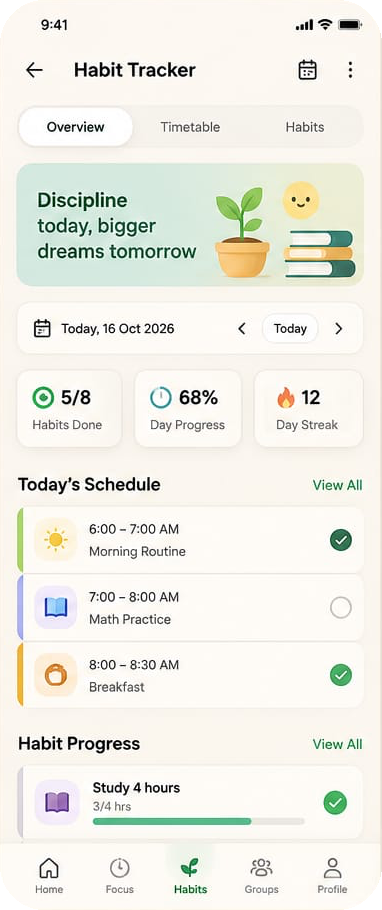 9:41
Habit Tracker
Overview
Timetable
Habits
Discipline
today, bigger
dreams tomorrow
Today, 16 Oct 2026
Today
5/8
Habits Done
68%
Day Progress
12
Day Streak
Today's Schedule
View All
6:00 – 7:00 AM
Morning Routine
7:00 – 8:00 AM
Math Practice
8:00 – 8:30 AM
Breakfast
Habit Progress
View All
Study 4 hours
3/4 hrs
Home
Focus
Habits
Groups
Profile